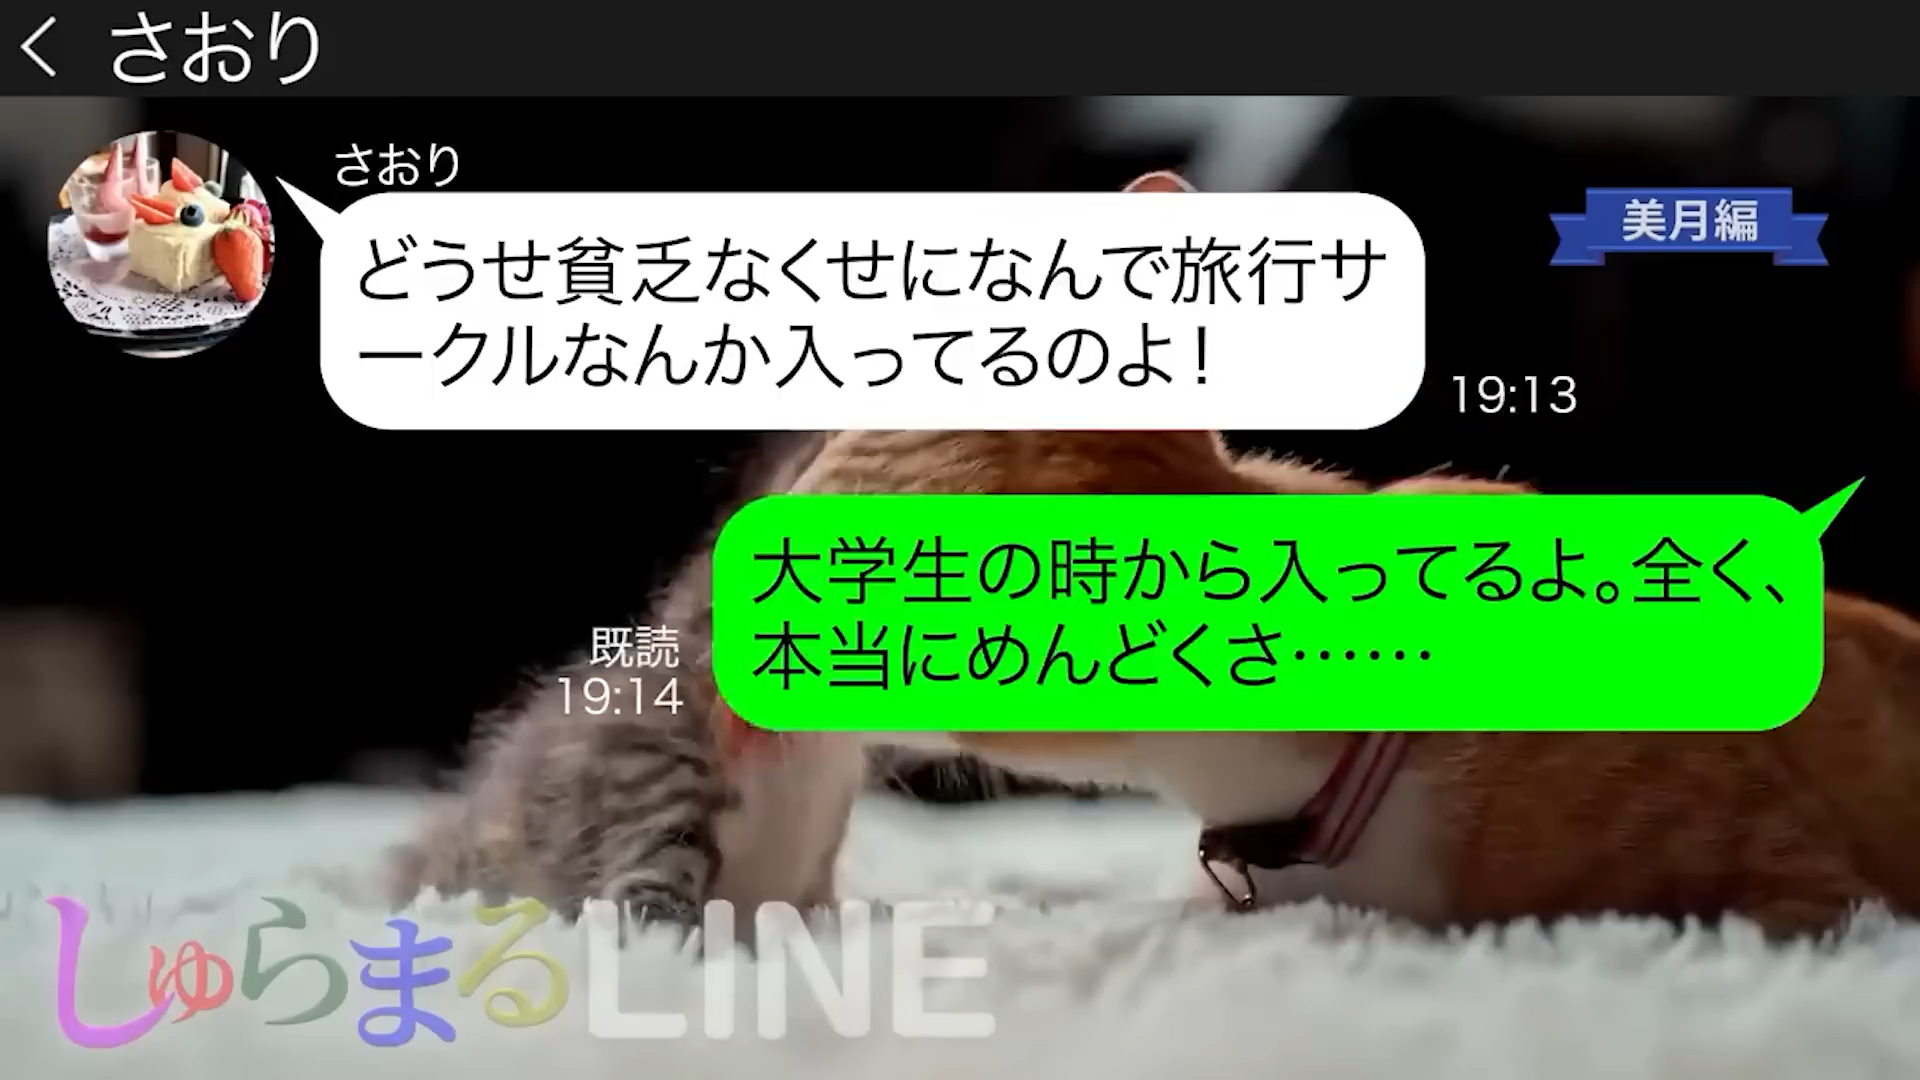 さおり
さおり
美月編
どうせ貧乏なくせになんで旅行サ
ークルなんか入ってるのよ！
19:13
大学生の時から入ってるよ。全く、
本当にめんどくさ……
既読
19:14
しゅらまるLINE